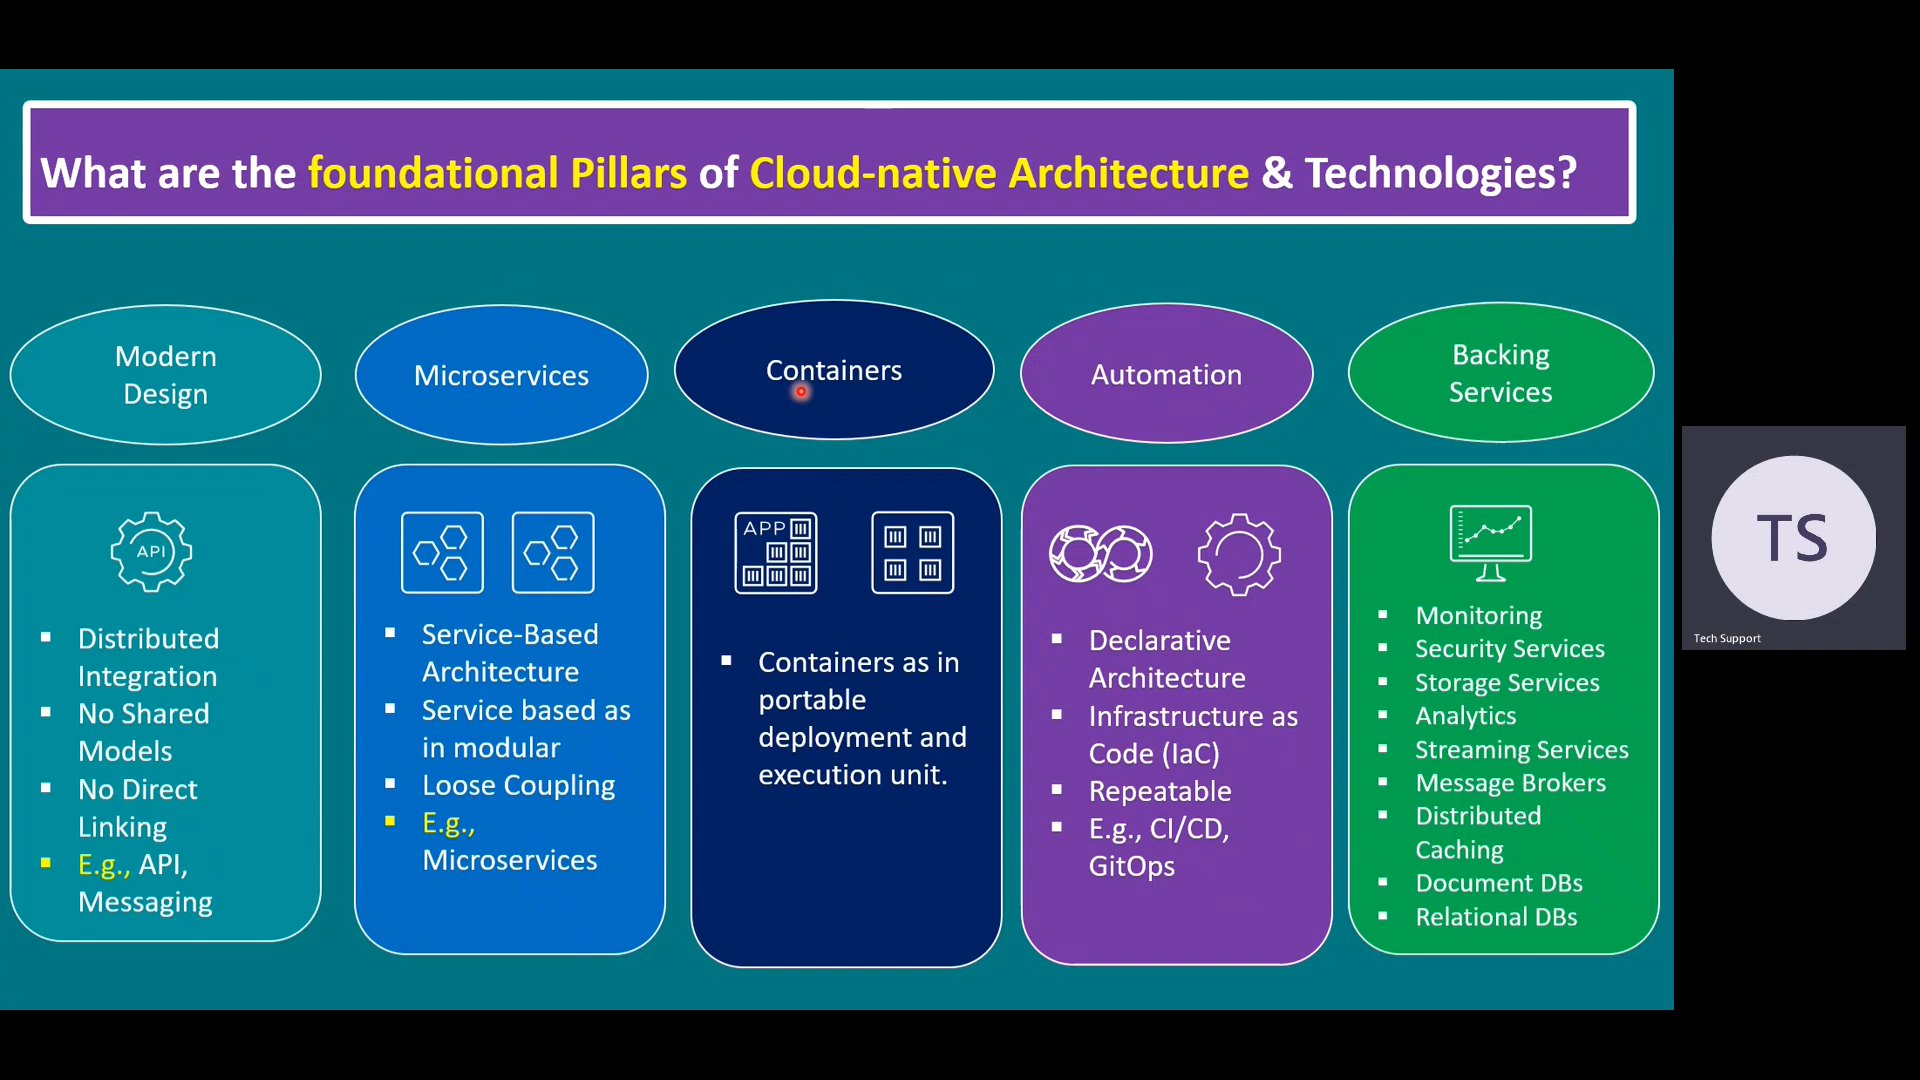 What are the foundational Pillars of Cloud-native Architecture & Technologies?
Modern
Design
API
Distributed
Integration
No Shared
Models
No Direct
Linking
E.g., API,
Messaging
Microservices
Service-Based
Architecture
Service based as
in modular
Loose Coupling
E.g.,
Microservices
Containers
APP
Containers as in
portable
deployment and
execution unit.
Automation
Declarative
Architecture
Infrastructure as
Code (IaC)
Repeatable
E.g., CI/CD,
GitOps
Backing
Services
Monitoring
Security Services
Storage Services
Analytics
Streaming Services
Message Brokers
Distributed
Caching
Document DBs
Relational DBs
TS
Tech Support